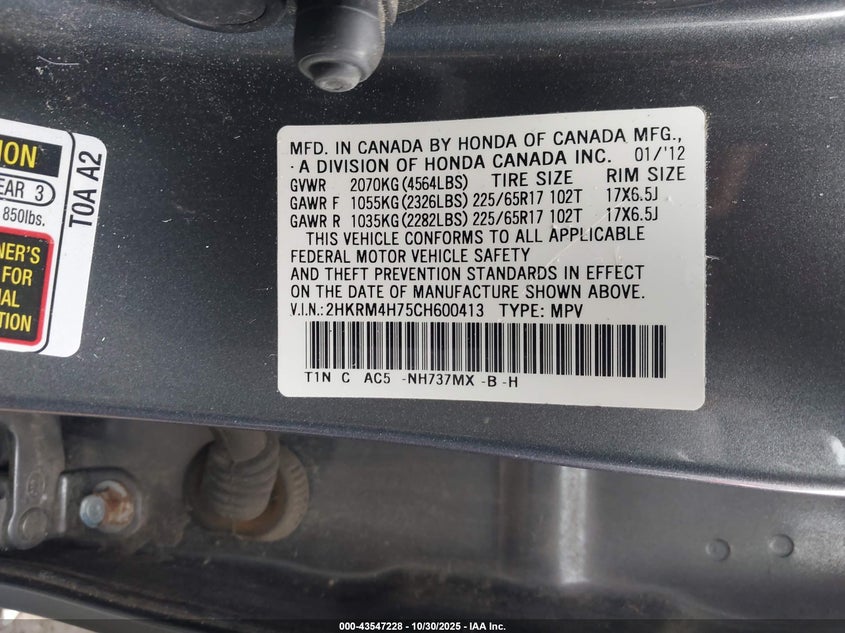 ION
EAR 3
850lbs.
T0A A2
NER'S
FOR
AL
TION
MFD. IN CANADA BY HONDA OF CANADA MFG.,
A DIVISION OF HONDA CANADA INC. 01/'12
GVWR 2070KG (4564LBS) TIRE SIZE RIM SIZE
GAWR F 1055KG (2326LBS) 225/65R17 102T 17X6.5J
GAWR R 1035KG (2282LBS) 225/65R17 102T 17X6.5J
THIS VEHICLE CONFORMS TO ALL APPLICABLE
FEDERAL MOTOR VEHICLE SAFETY
AND THEFT PREVENTION STANDARDS IN EFFECT
ON THE DATE OF MANUFACTURE SHOWN ABOVE.
V.I.N.:2HKRM4H75CH600413 TYPE: MPV
T1N C AC5 -NH737MX -B -H
000-43547228 - 10/30/2025 - IAA Inc.